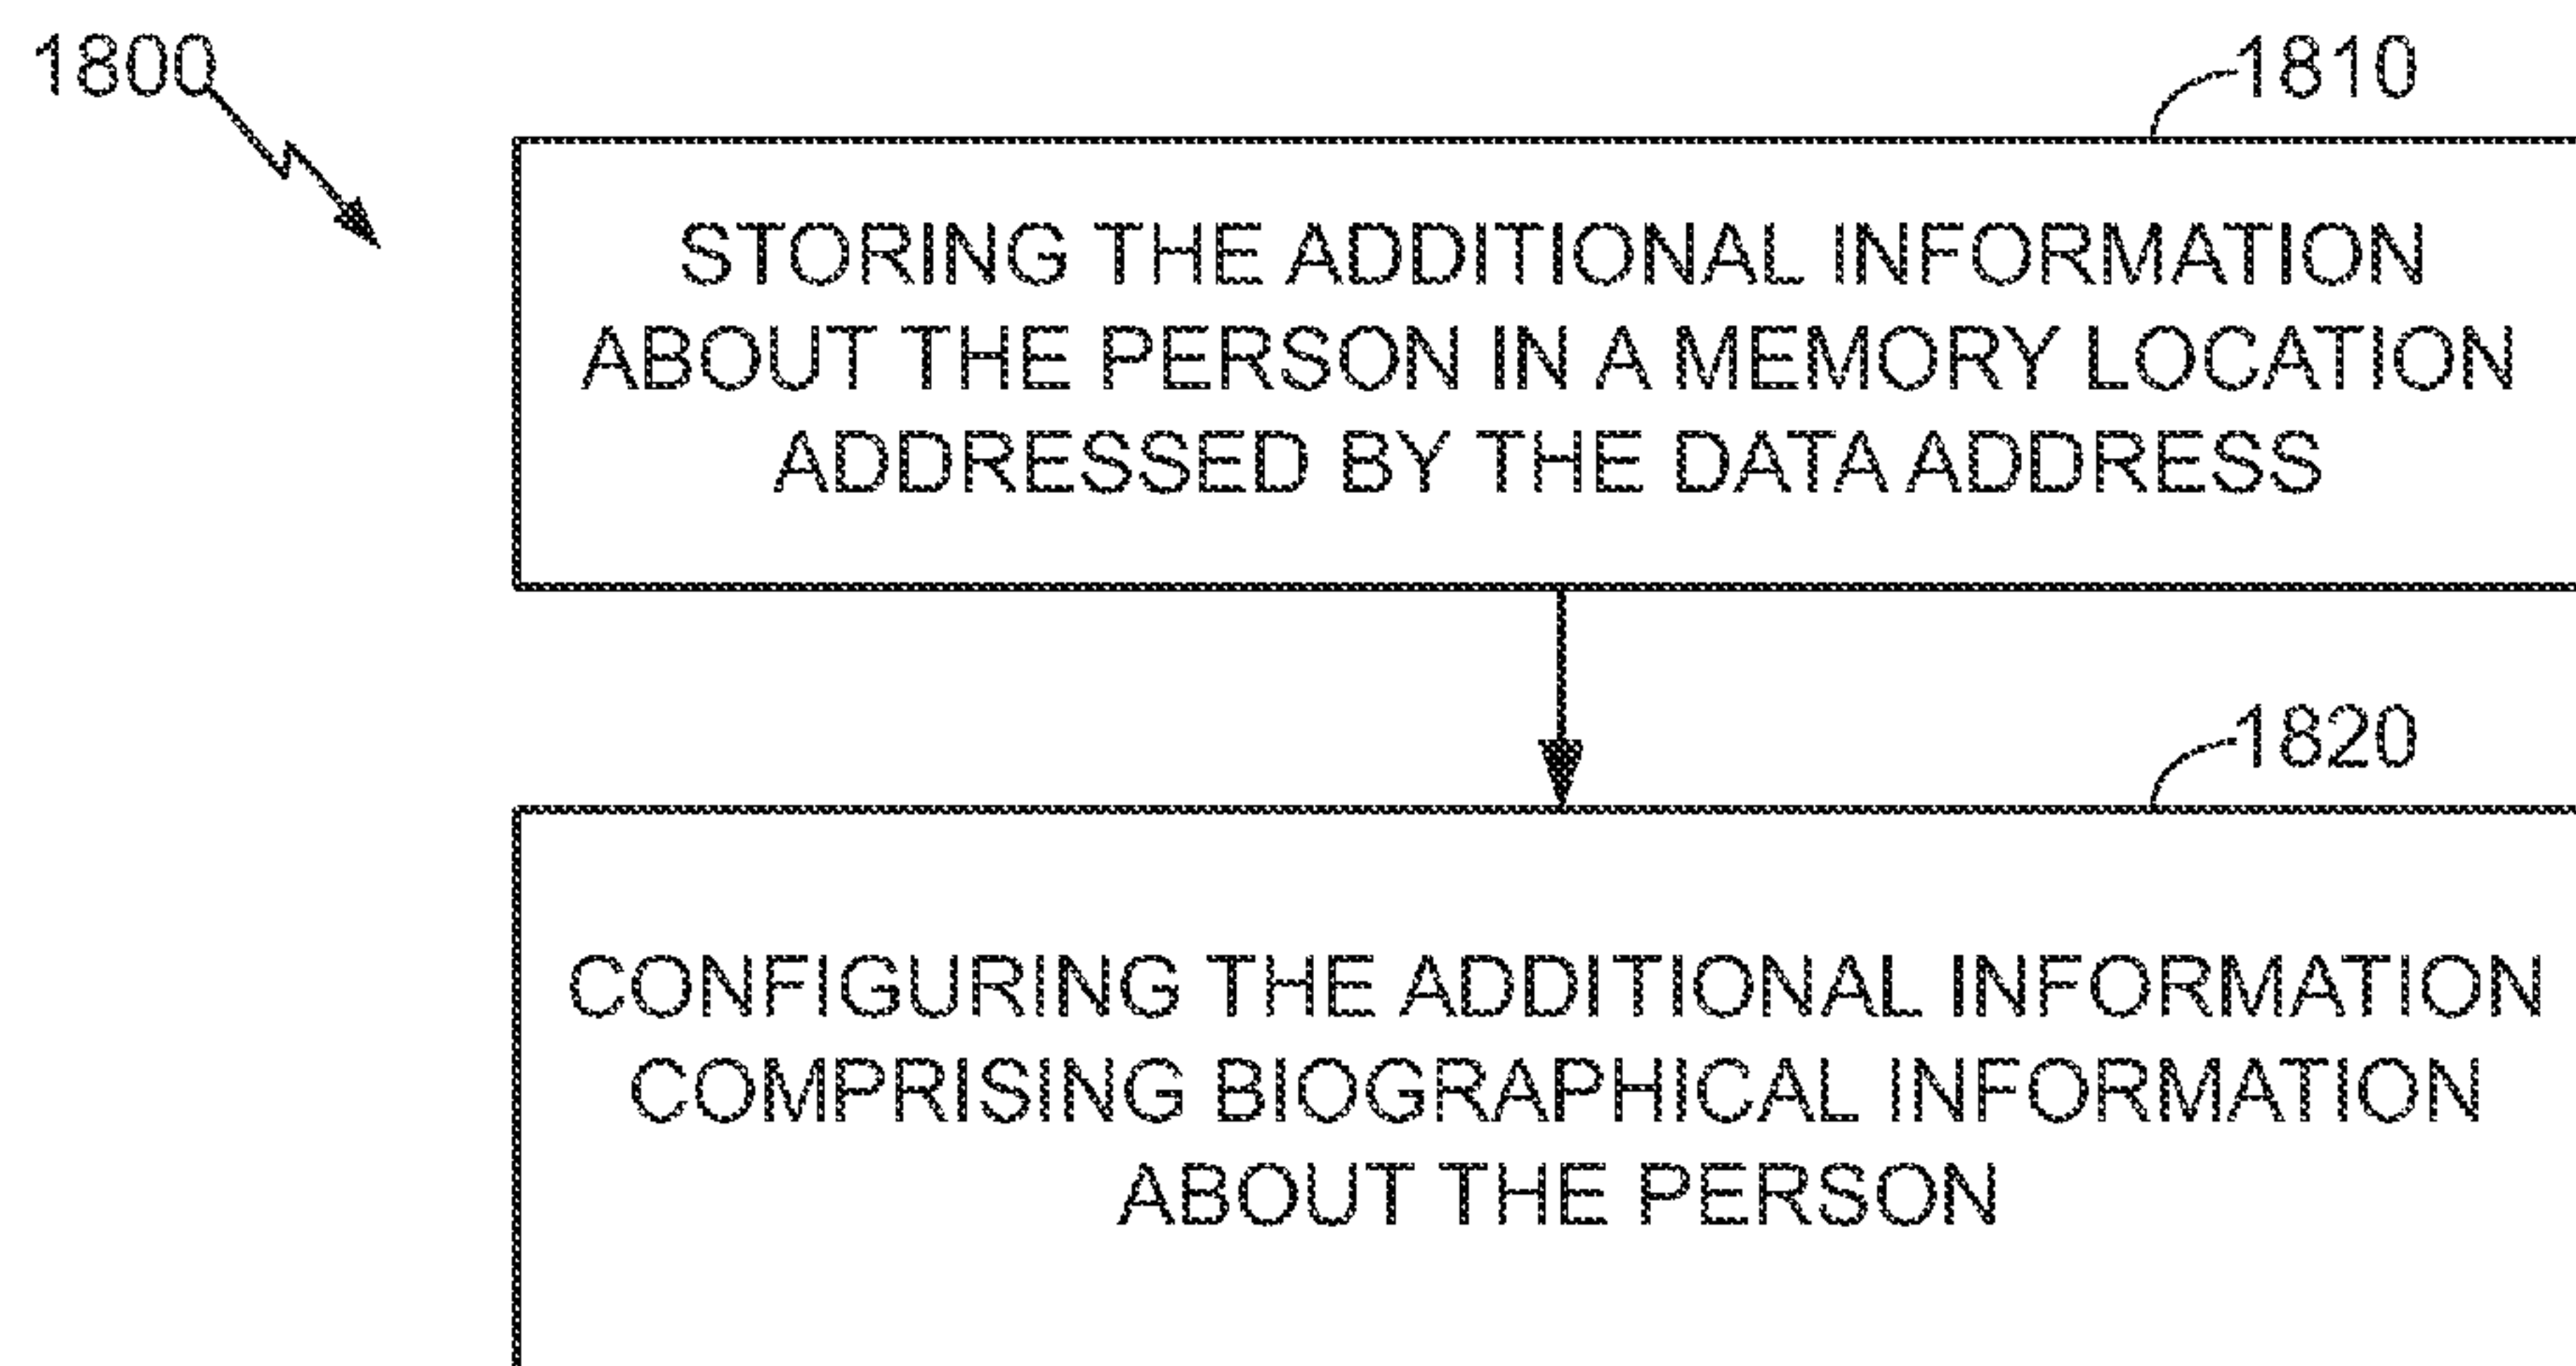 1800
1810
STORING THE ADDITIONAL INFORMATION
ABOUT THE PERSON IN A MEMORY LOCATION
ADDRESSED BY THE DATA ADDRESS
1820
CONFIGURING THE ADDITIONAL INFORMATION
COMPRISING BIOGRAPHICAL INFORMATION
ABOUT THE PERSON